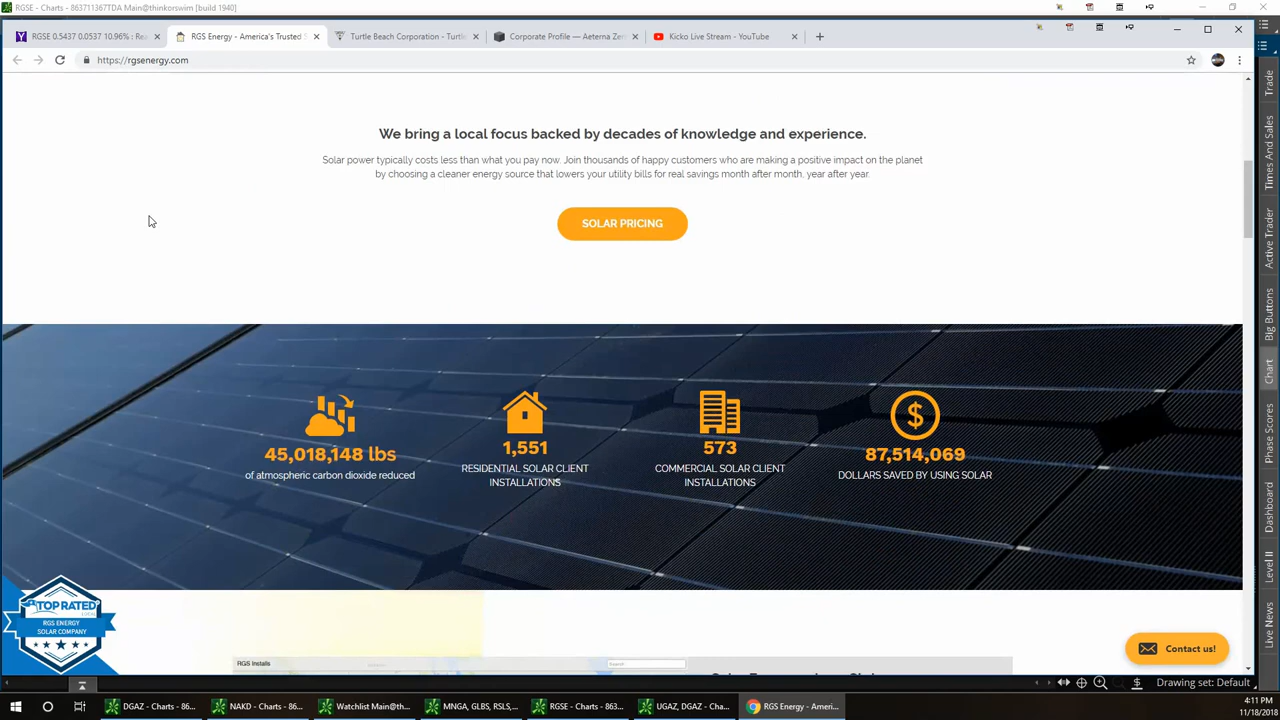 RGSE - Charts - 863711367TDA Main@thinkorswim [build 1940]
RGSE 0.5437 0.0537 10.96% : Rea
RGS Energy - America's Trusted S
Turtle Beach Corporation - Turtle
Corporate Profile — Aeterna Zen
Kicko Live Stream - YouTube
https://rgsenergy.com
We bring a local focus backed by decades of knowledge and experience.
Solar power typically costs less than what you pay now. Join thousands of happy customers who are making a positive impact on the planet
by choosing a cleaner energy source that lowers your utility bills for real savings month after month, year after year.
SOLAR PRICING
45,018,148 lbs
of atmospheric carbon dioxide reduced
1,551
RESIDENTIAL SOLAR CLIENT
INSTALLATIONS
573
COMMERCIAL SOLAR CLIENT
INSTALLATIONS
87,514,069
DOLLARS SAVED BY USING SOLAR
TOP RATED
LOCAL
RGS ENERGY
SOLAR COMPANY
RGS Installs
Search
Contact us!
Trade
Times And Sales
Active Trader
Big Buttons
Chart
Phase Scores
Dashboard
Level II
Live News
Drawing set: Default
DGAZ - Charts - 86...
NAKD - Charts - 86...
Watchlist Main@th...
MNGA, GLBS, RSLS,...
RGSE - Charts - 863...
UGAZ, DGAZ, Cha...
RGS Energy - Ameri...
4:11 PM
11/18/2018